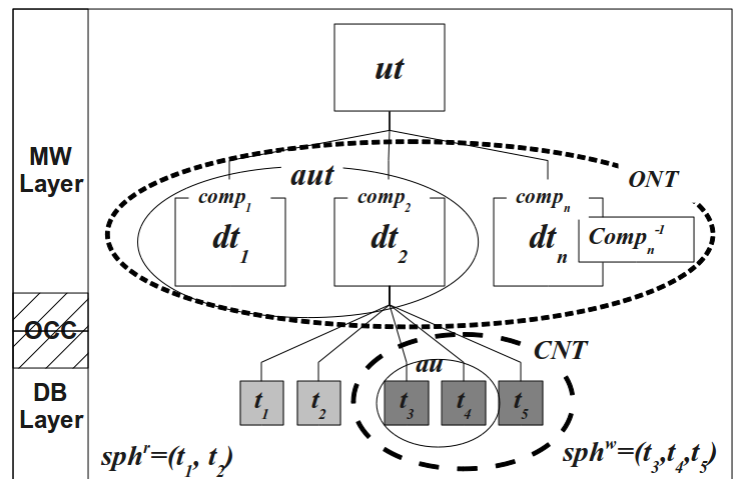 ut
MW
Layer
aut
ONT
comp₁
comp₂
compₙ
dt₁
dt₂
dtₙ
Compₙ⁻¹
OCC
CNT
au
DB
Layer
t₁
t₂
t₃
t₄
t₅
sphʳ=(t₁, t₂)
sphʷ=(t₃,t₄,t₅)